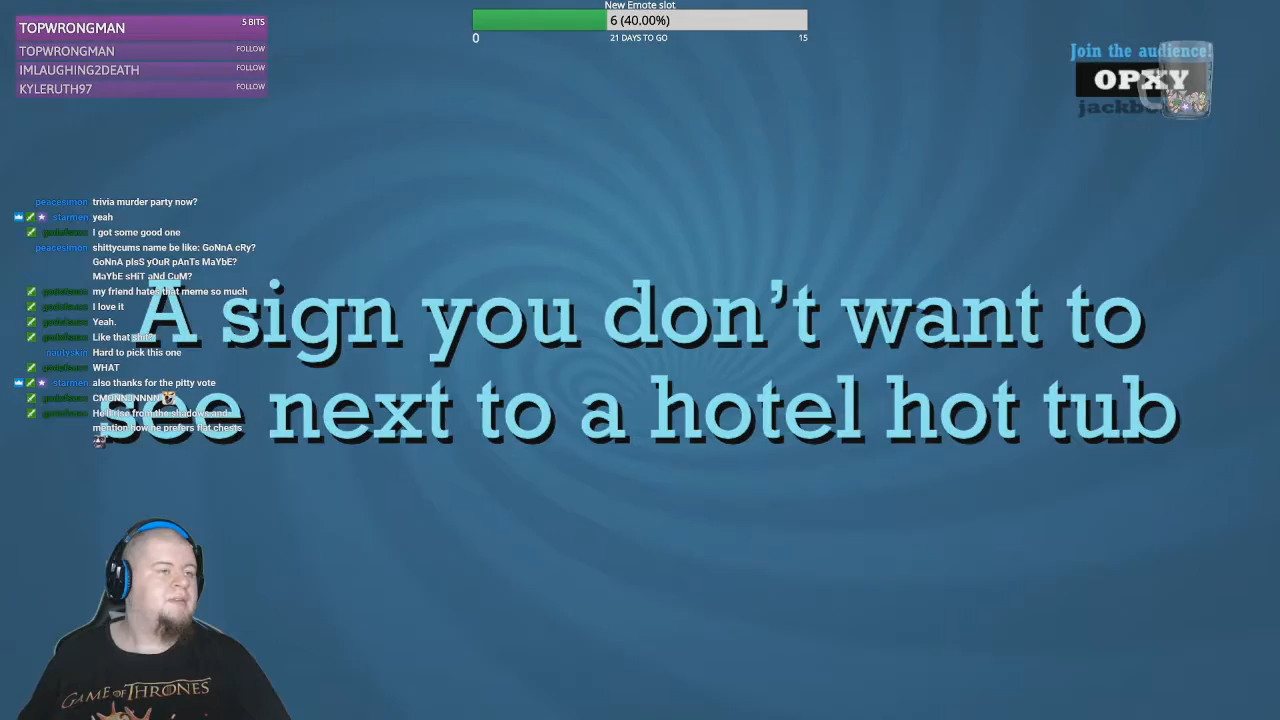 TOPWRONGMAN 5 BITS
TOPWRONGMAN FOLLOW
IMLAUGHING2DEATH FOLLOW
KYLERUTH97 FOLLOW
New Emote slot
6 (40.00%)
0 21 DAYS TO GO 15
Join the audience!
OPXY
peacesimon trivia murder party now?
starmen yeah
I got some good one
peacesimon shittycums name be like: GoNnA cRy?
GoNnA pIsS yOuR pAnTs MaYbE?
MaYbE sHiT aNd CuM?
my friend hates that meme so much
I love it
Yeah.
Like that shit?
nautyskin Hard to pick this one
WHAT
starmen also thanks for the pitty vote
He'll rise from the shadows and
mention how he prefers flat chests
A sign you don't want to
see next to a hotel hot tub
GAME OF THRONES